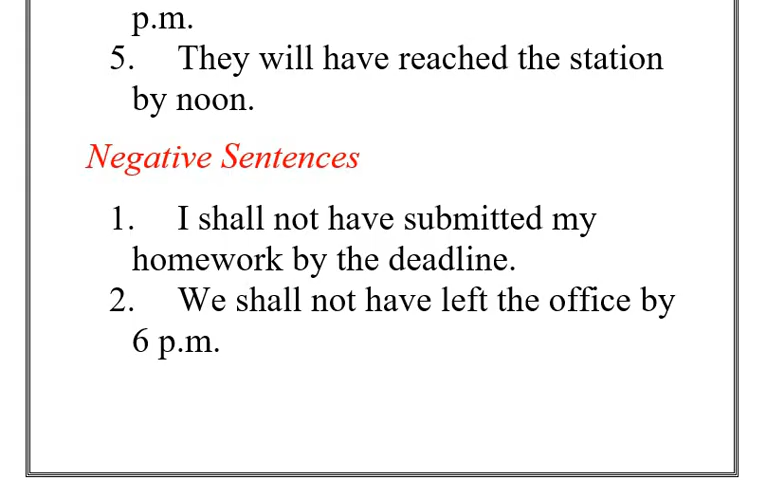 p.m.
5. They will have reached the station
by noon.
Negative Sentences
1. I shall not have submitted my
homework by the deadline.
2. We shall not have left the office by
6 p.m.